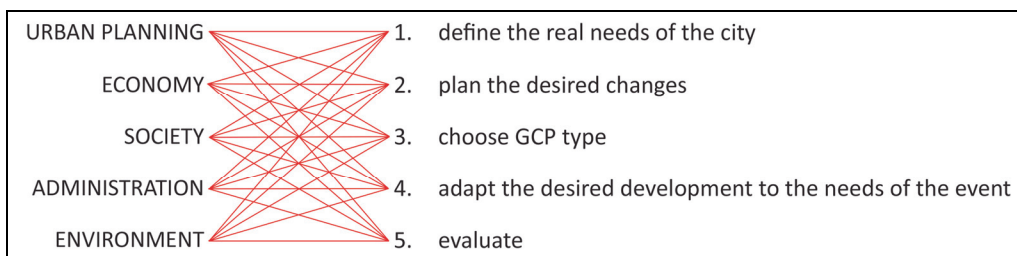 URBAN PLANNING 1. define the real needs of the city
ECONOMY 2. plan the desired changes
SOCIETY 3. choose GCP type
ADMINISTRATION 4. adapt the desired development to the needs of the event
ENVIRONMENT 5. evaluate